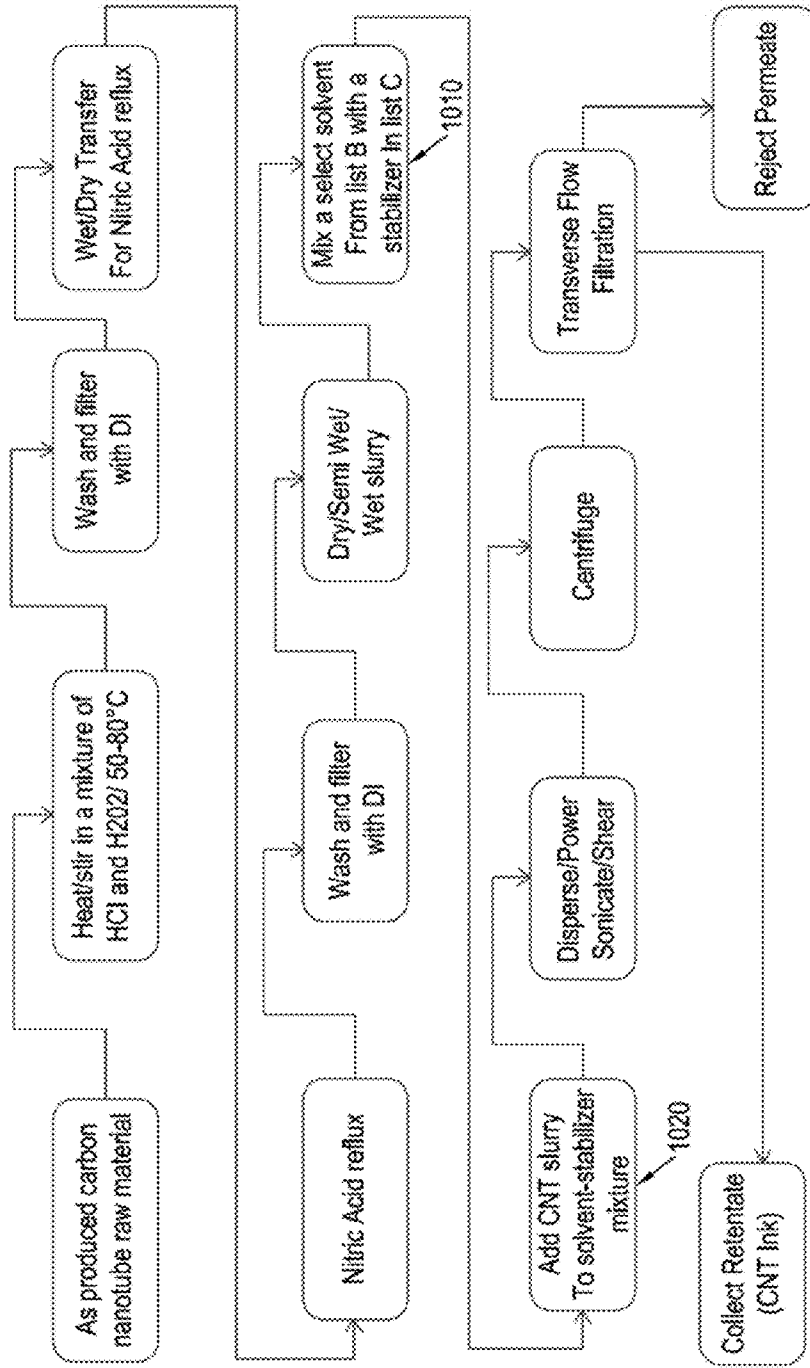 As produced carbon
nanotube raw material
Heat/stir in a mixture of
HCl and H202/ 50-80°C
Wash and filter
with DI
Wet/Dry Transfer
For Nitric Acid reflux
Nitric Acid reflux
Wash and filter
with DI
Dry/Semi Wet/
Wet slurry
Mix a select solvent
From list B with a
stabilizer In list C
1010
Add CNT slurry
To solvent-stabilizer
mixture
1020
Disperse/Power
Sonicate/Shear
Centrifuge
Transverse Flow
Filtration
Collect Retentate
(CNT Ink)
Reject Permeate